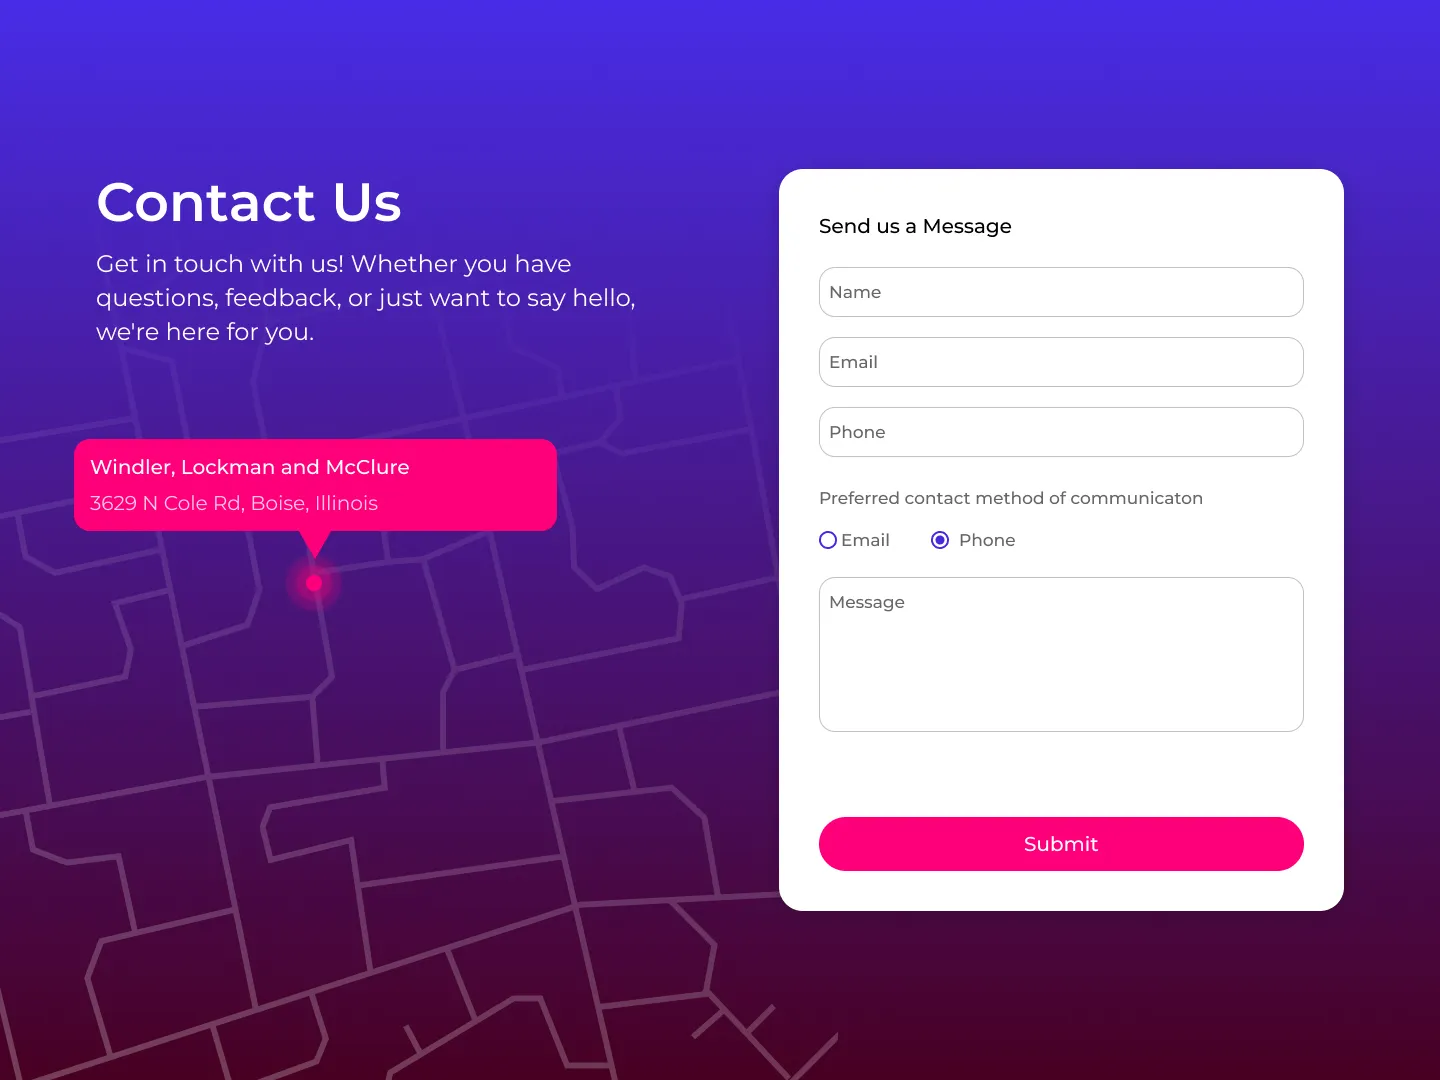 Contact Us
Get in touch with us! Whether you have
questions, feedback, or just want to say hello,
we're here for you.
Windler, Lockman and McClure
3629 N Cole Rd, Boise, Illinois
Send us a Message
Name
Email
Phone
Preferred contact method of communicaton
Email
Phone
Message
Submit